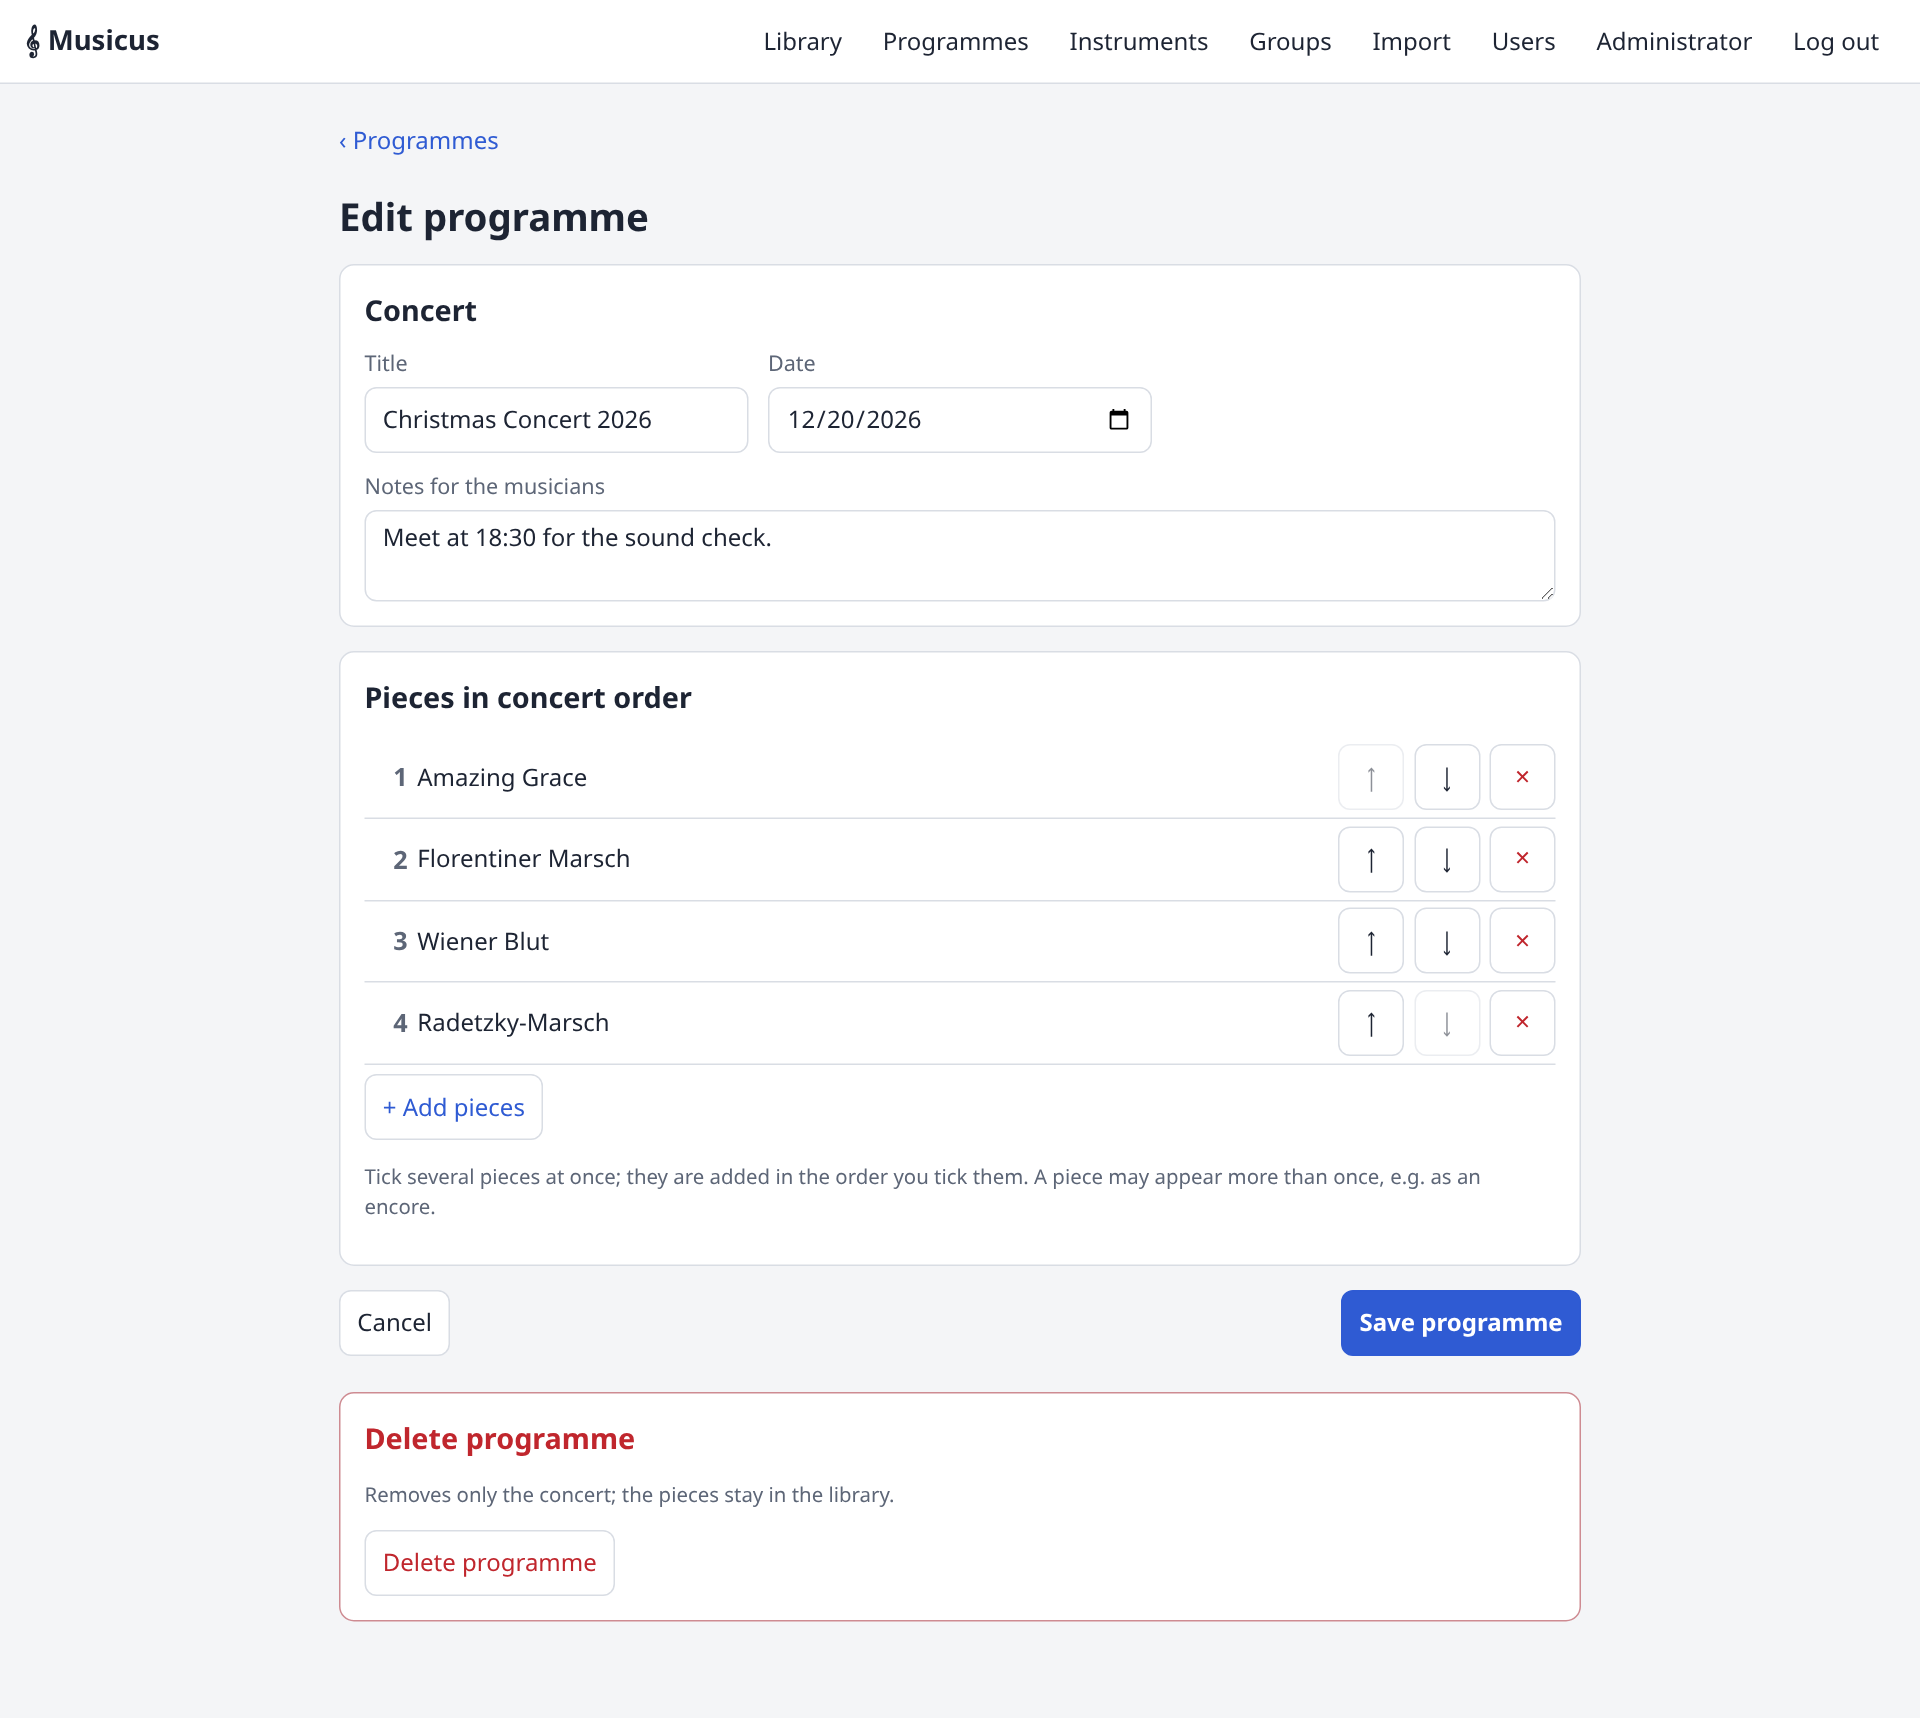 Musicus
Library Programmes Instruments Groups Import Users Administrator Log out
‹ Programmes
Edit programme
Concert
Title Date
Christmas Concert 2026 12/20/2026
Notes for the musicians
Meet at 18:30 for the sound check.
Pieces in concert order
1 Amazing Grace ↑ ↓ ×
2 Florentiner Marsch ↑ ↓ ×
3 Wiener Blut ↑ ↓ ×
4 Radetzky-Marsch ↑ ↓ ×
+ Add pieces
Tick several pieces at once; they are added in the order you tick them. A piece may appear more than once, e.g. as an
encore.
Cancel Save programme
Delete programme
Removes only the concert; the pieces stay in the library.
Delete programme